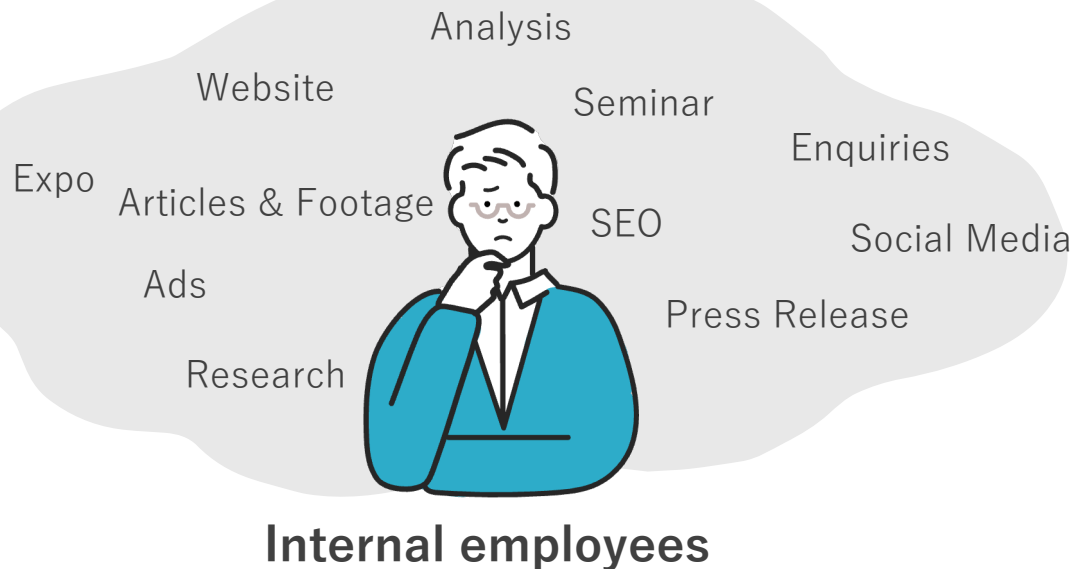 Analysis
Website
Seminar
Enquiries
Expo
Articles & Footage
SEO
Social Media
Ads
Press Release
Research
Internal employees